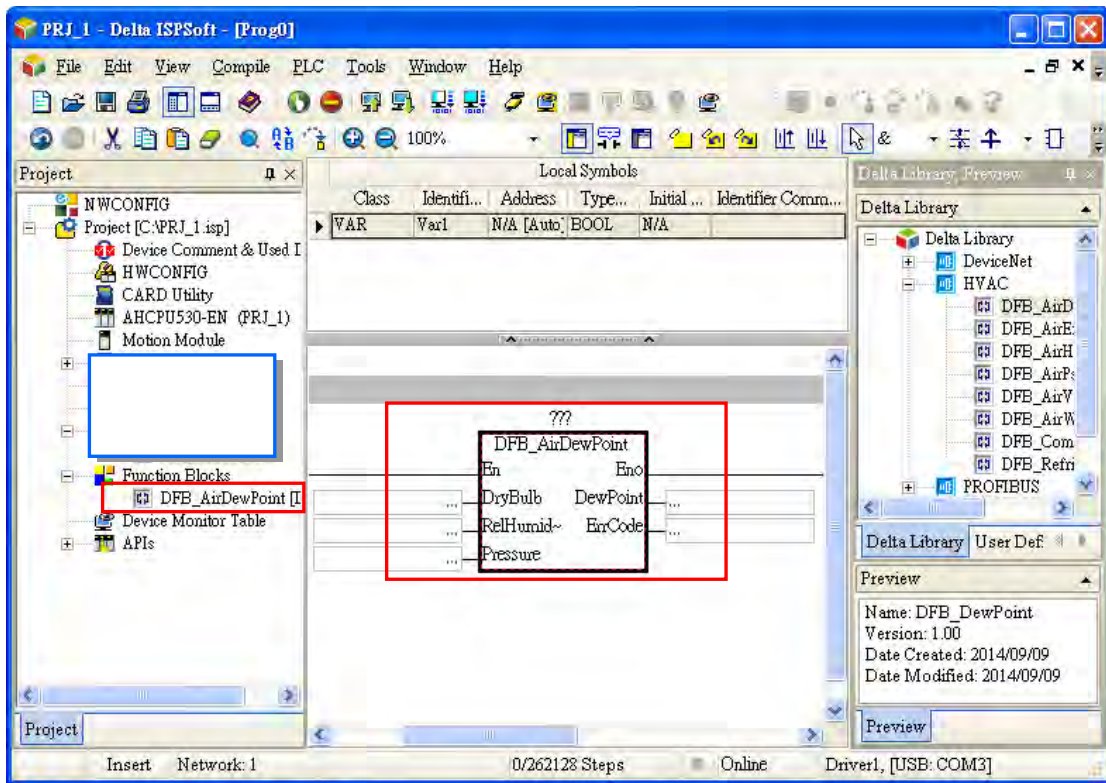 PRJ_1 - Delta ISPSoft - [Prog0]
File Edit View Compile PLC Tools Window Help
100%
&
Project
NWCONFIG
Project [C:\PRJ_1.isp]
Device Comment & Used I
HWCONFIG
CARD Utility
AHCPU530-EN (PRJ_1)
Motion Module
Function Blocks
DFB_AirDewPoint [I
Device Monitor Table
APIs
Project
Local Symbols
Class Identifi... Address Type... Initial ... Identifier Comm...
VAR Var1 N/A [Auto] BOOL N/A
???
DFB_AirDewPoint
En Eno
... DryBulb DewPoint ...
... RelHumid~ ErrCode ...
... Pressure
Delta Library, Preview
Delta Library
Delta Library
DeviceNet
HVAC
DFB_AirD
DFB_AirE
DFB_AirH
DFB_AirPs
DFB_AirV
DFB_AirW
DFB_Com
DFB_Refri
PROFIBUS
Delta Library User Def.
Preview
Name: DFB_DewPoint
Version: 1.00
Date Created: 2014/09/09
Date Modified: 2014/09/09
Preview
Insert Network: 1 0/262128 Steps Online Driver1, [USB: COM3]